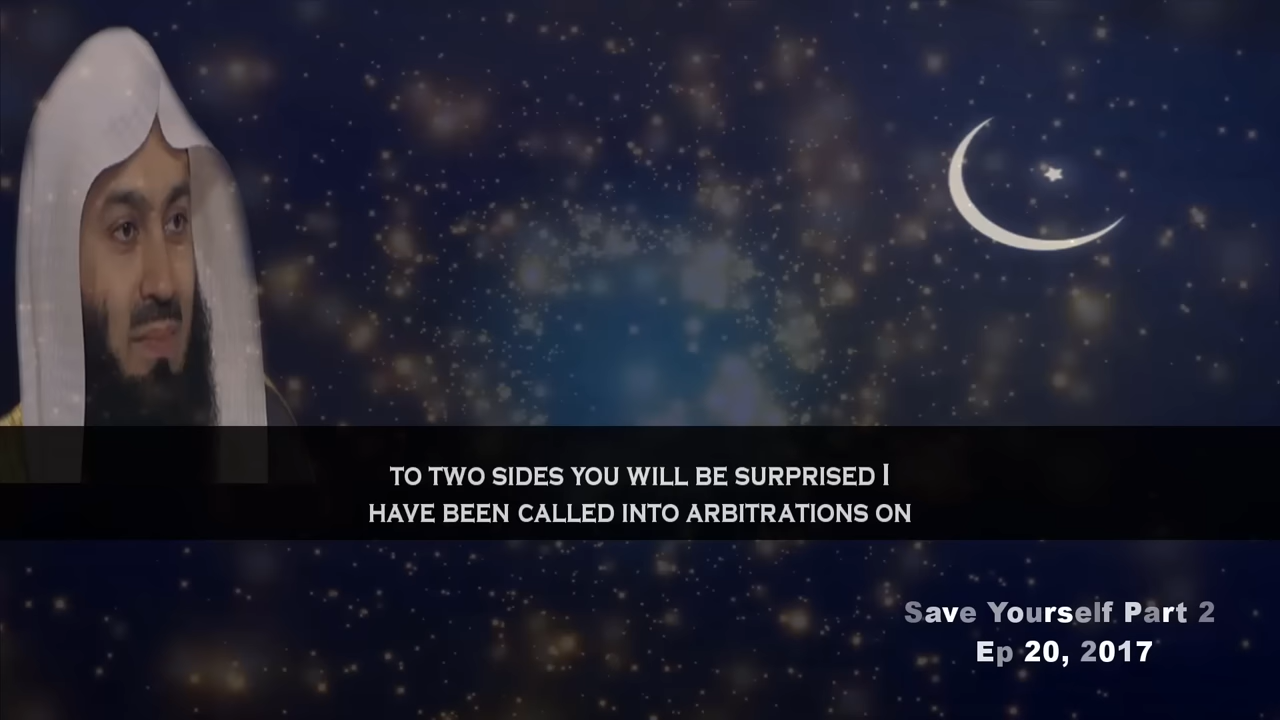 TO TWO SIDES YOU WILL BE SURPRISED I
HAVE BEEN CALLED INTO ARBITRATIONS ON
Save Yourself Part 2
Ep 20, 2017